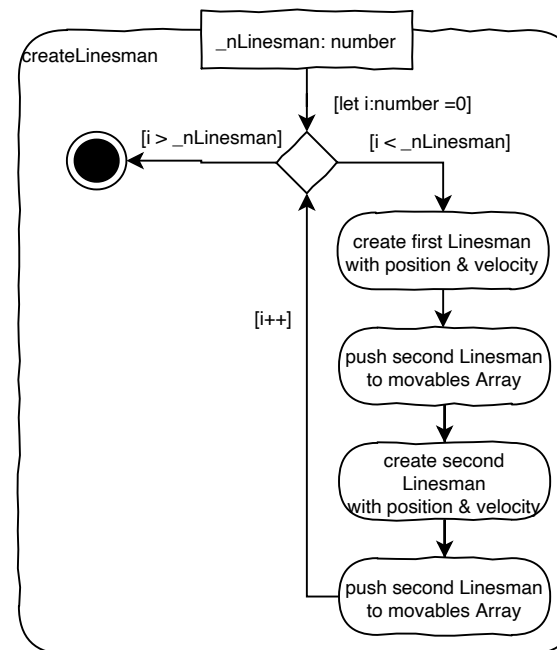 _nLinesman: number
createLinesman
[let i:number =0]
[i > _nLinesman]
[i < _nLinesman]
create first Linesman
with position & velocity
[i++]
push second Linesman
to movables Array
create second
Linesman
with position & velocity
push second Linesman
to movables Array